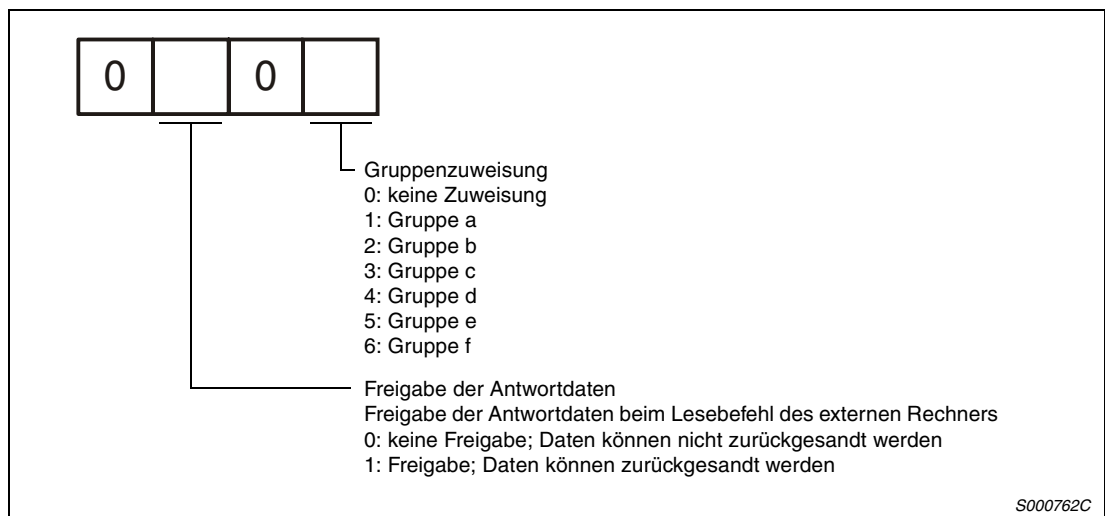 0 0
Gruppenzuweisung
0: keine Zuweisung
1: Gruppe a
2: Gruppe b
3: Gruppe c
4: Gruppe d
5: Gruppe e
6: Gruppe f
Freigabe der Antwortdaten
Freigabe der Antwortdaten beim Lesebefehl des externen Rechners
0: keine Freigabe; Daten können nicht zurückgesandt werden
1: Freigabe; Daten können zurückgesandt werden
S000762C